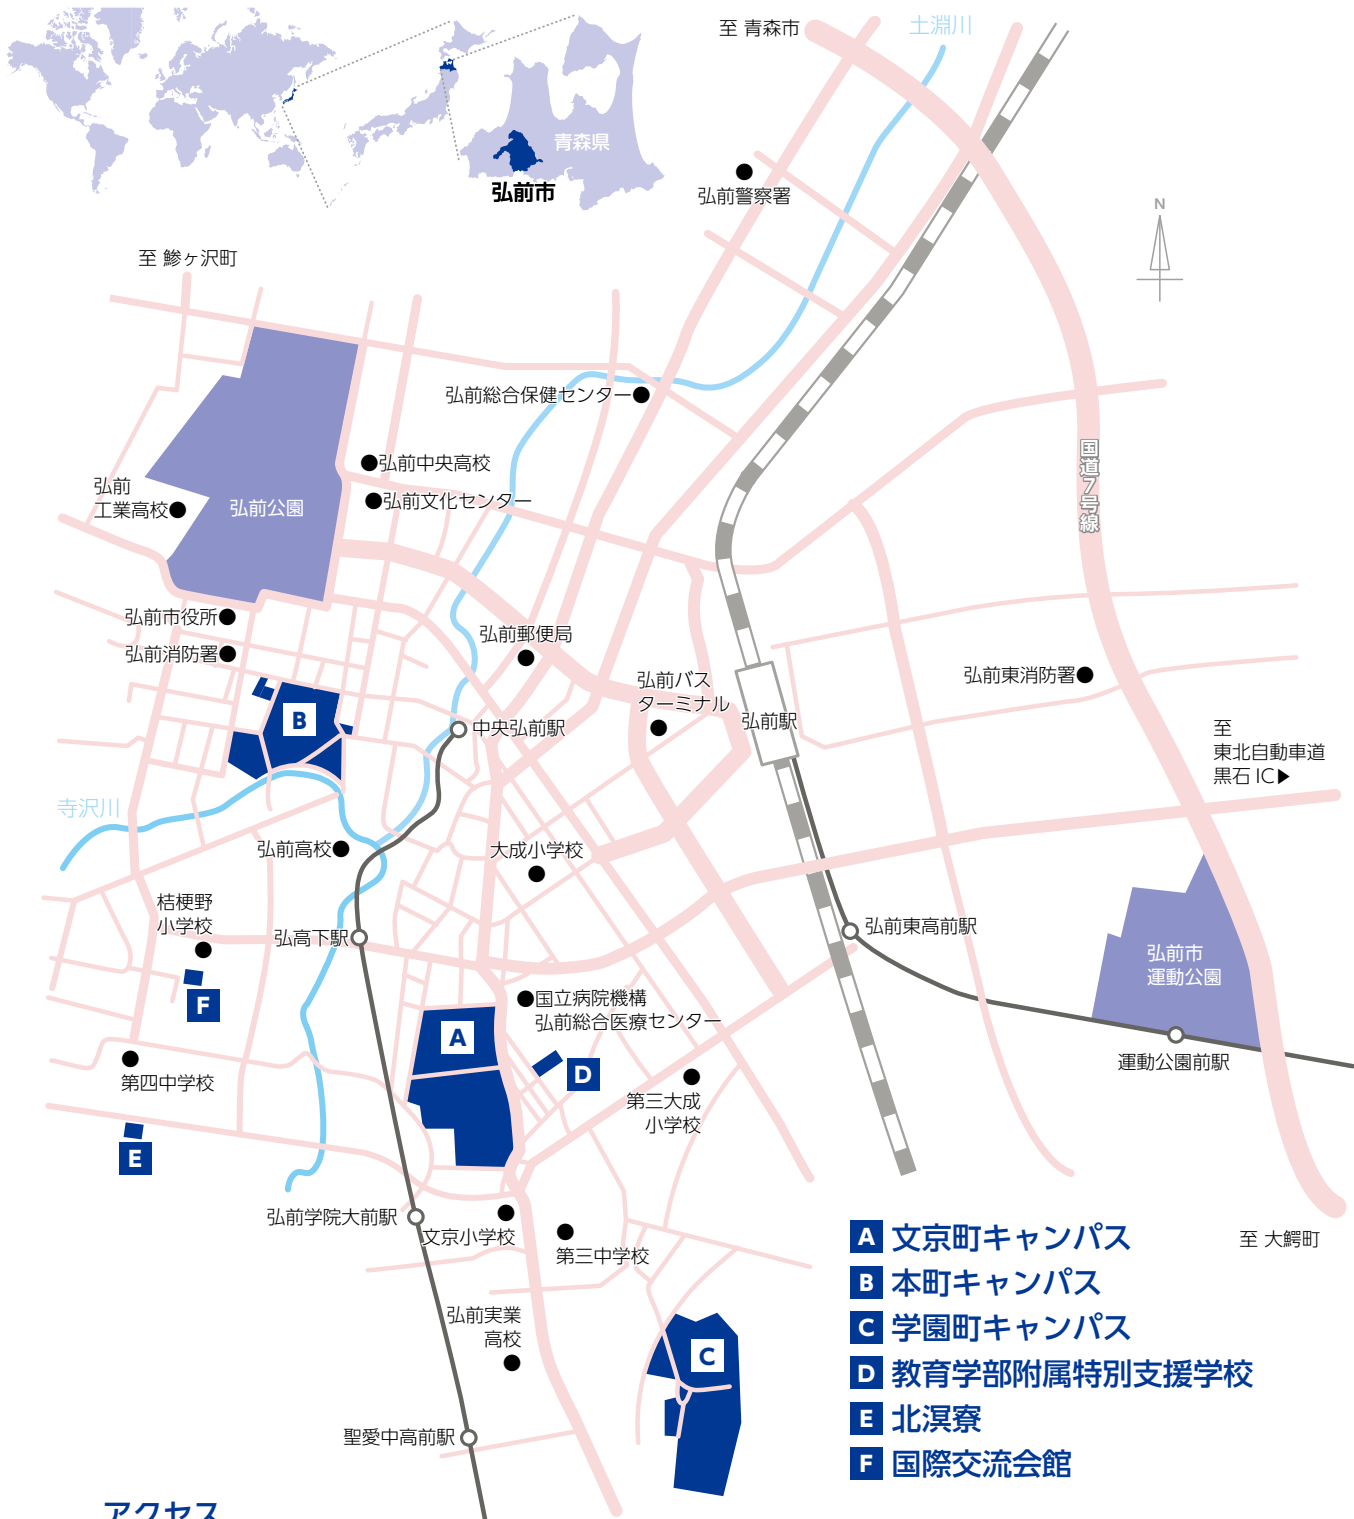 至 青森市
土淵川
青森県
弘前市
弘前警察署
N
至 鰺ヶ沢町
弘前総合保健センター
国道7号線
弘前中央高校
弘前
工業高校
弘前文化センター
弘前公園
弘前市役所
弘前郵便局
弘前消防署
弘前バス
ターミナル
弘前東消防署
B
中央弘前駅
弘前駅
至
東北自動車道
黒石 IC▶
寺沢川
弘前高校
大成小学校
桔梗野
小学校
弘高下駅
弘前東高前駅
弘前市
運動公園
F
国立病院機構
弘前総合医療センター
A
運動公園前駅
第四中学校
D
第三大成
小学校
E
弘前学院大前駅
文京小学校
第三中学校
至 大鰐町
弘前実業
高校
C
聖愛中高前駅
A 文京町キャンパス
B 本町キャンパス
C 学園町キャンパス
D 教育学部附属特別支援学校
E 北溟寮
F 国際交流会館
アクセス